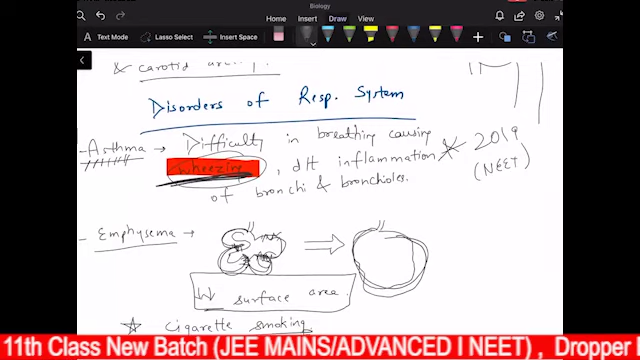 Biology
Home Insert Draw View
Text Mode Lasso Select Insert Space
& carotid
Disorders of Resp. System
- Asthma → Difficulty in breathing causing 2019
wheezing, d/t inflammation (NEET)
of bronchi & bronchioles.
- Emphysema →
↓↓ surface area.
☆ cigarette smoking
11th Class New Batch (JEE MAINS/ADVANCED I NEET) , Dropper